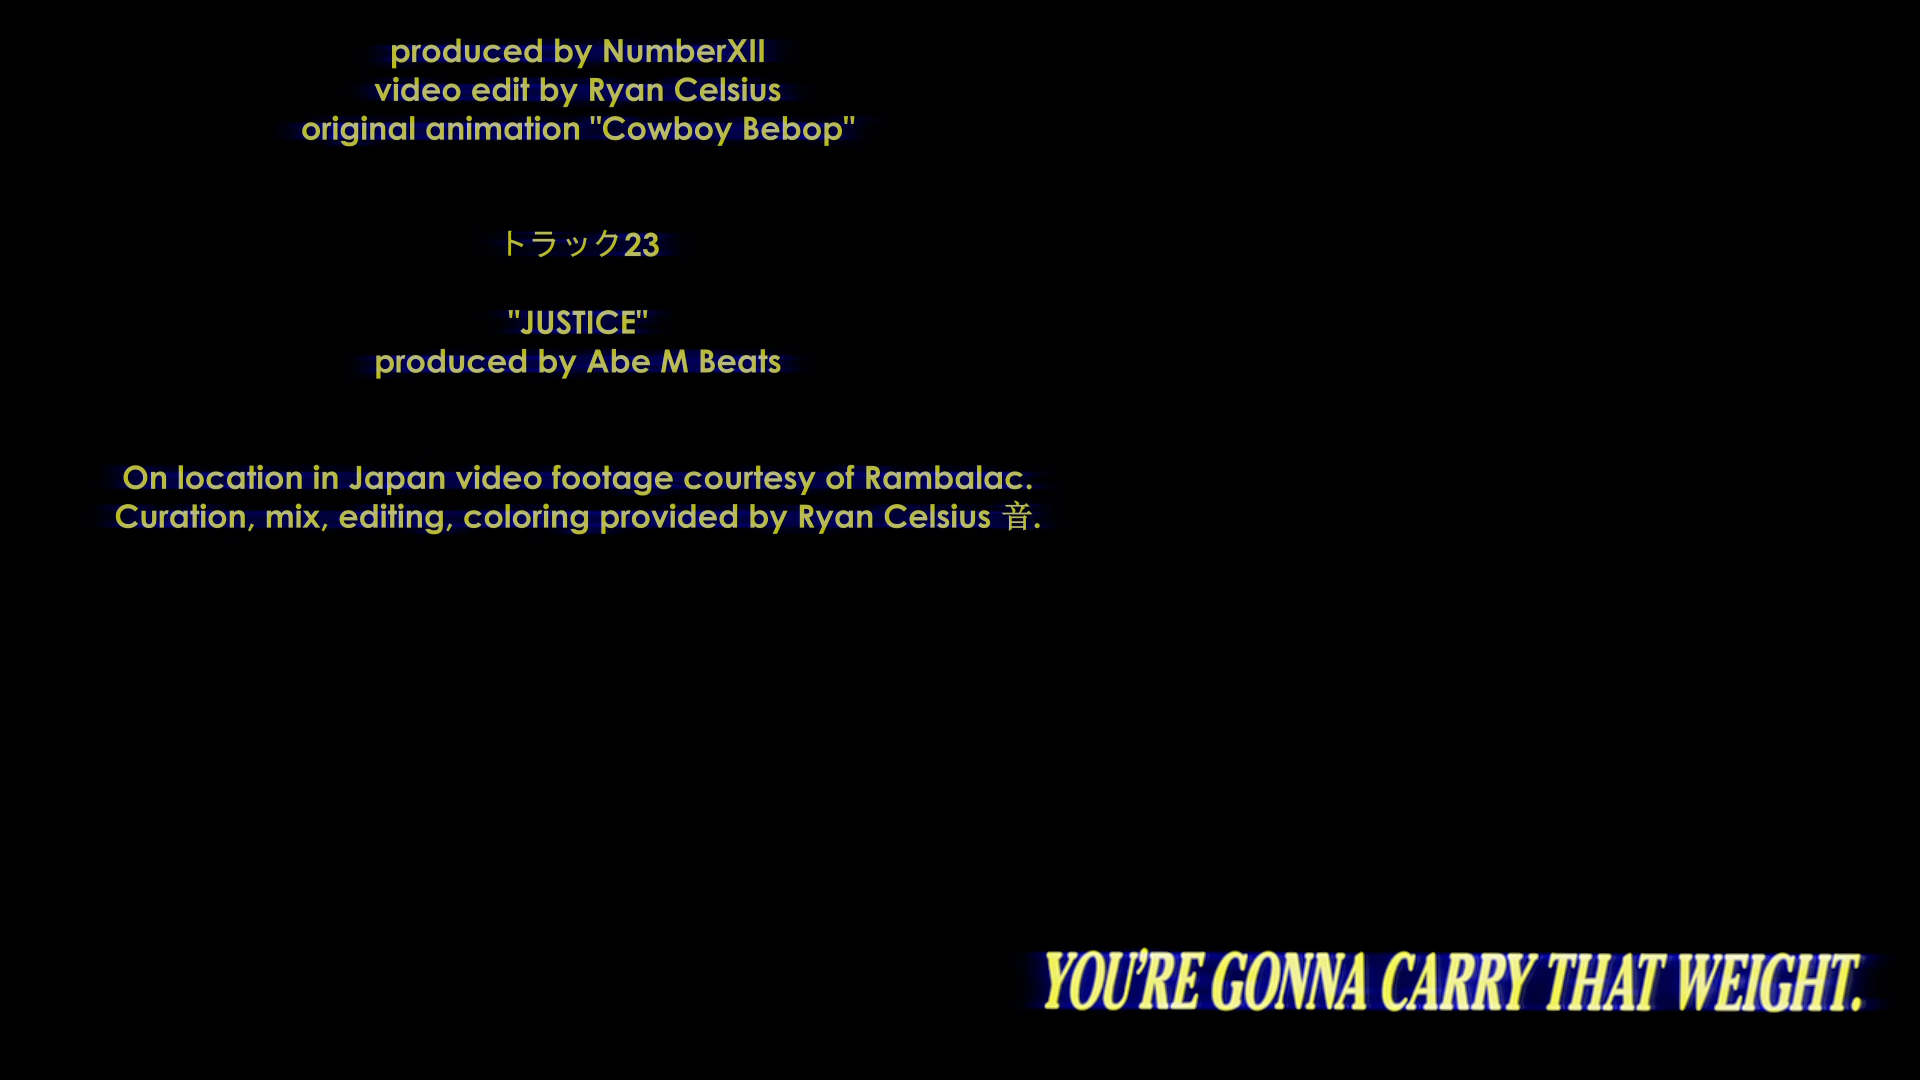 produced by NumberXII
video edit by Ryan Celsius
original animation "Cowboy Bebop"
トラック23
"JUSTICE"
produced by Abe M Beats
On location in Japan video footage courtesy of Rambalac.
Curation, mix, editing, coloring provided by Ryan Celsius 音.
YOU'RE GONNA CARRY THAT WEIGHT.